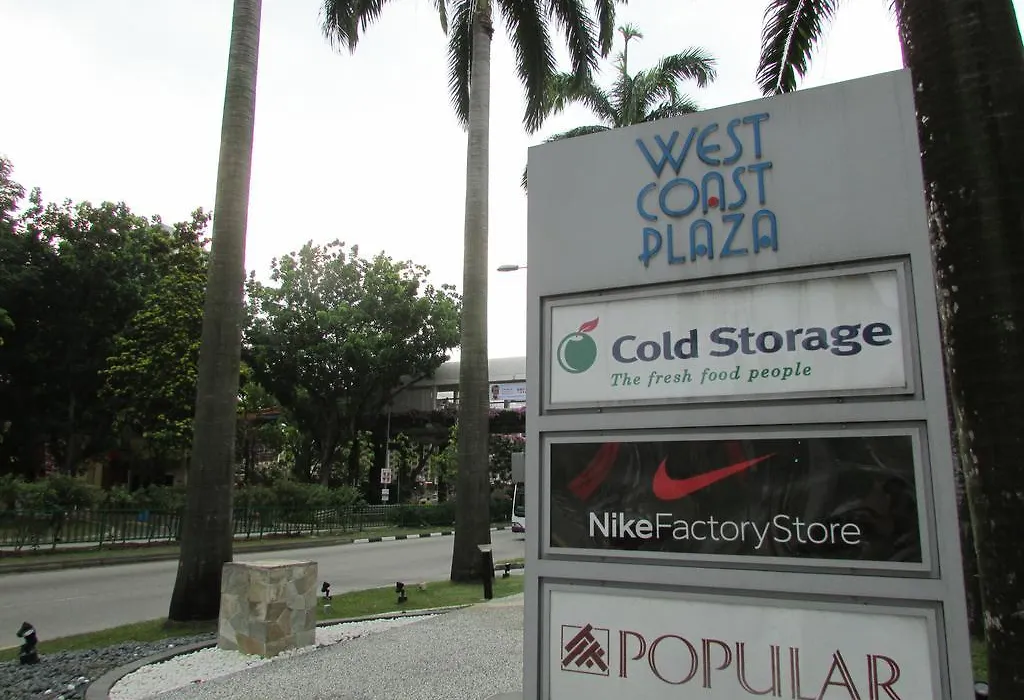 WEST
COAST
PLAZA
Cold Storage
The fresh food people
NikeFactoryStore
POPULAR